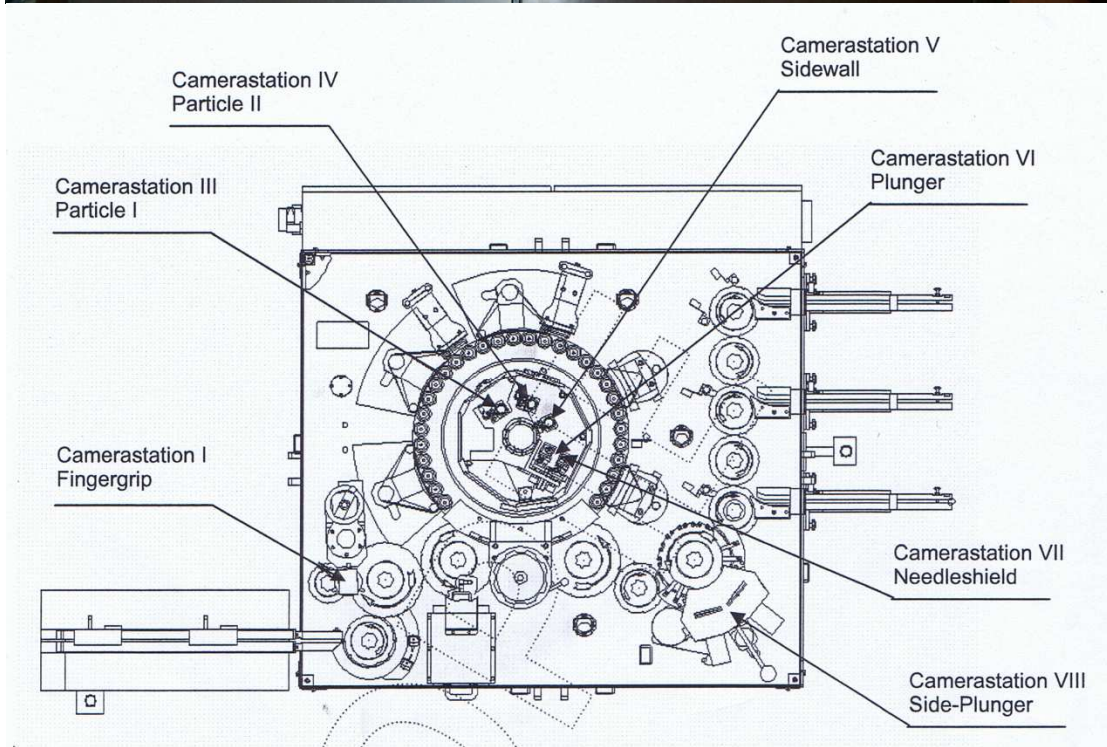 Camerastation V
Sidewall
Camerastation IV
Particle II
Camerastation VI
Plunger
Camerastation III
Particle I
Camerastation I
Fingergrip
Camerastation VII
Needleshield
Camerastation VIII
Side-Plunger